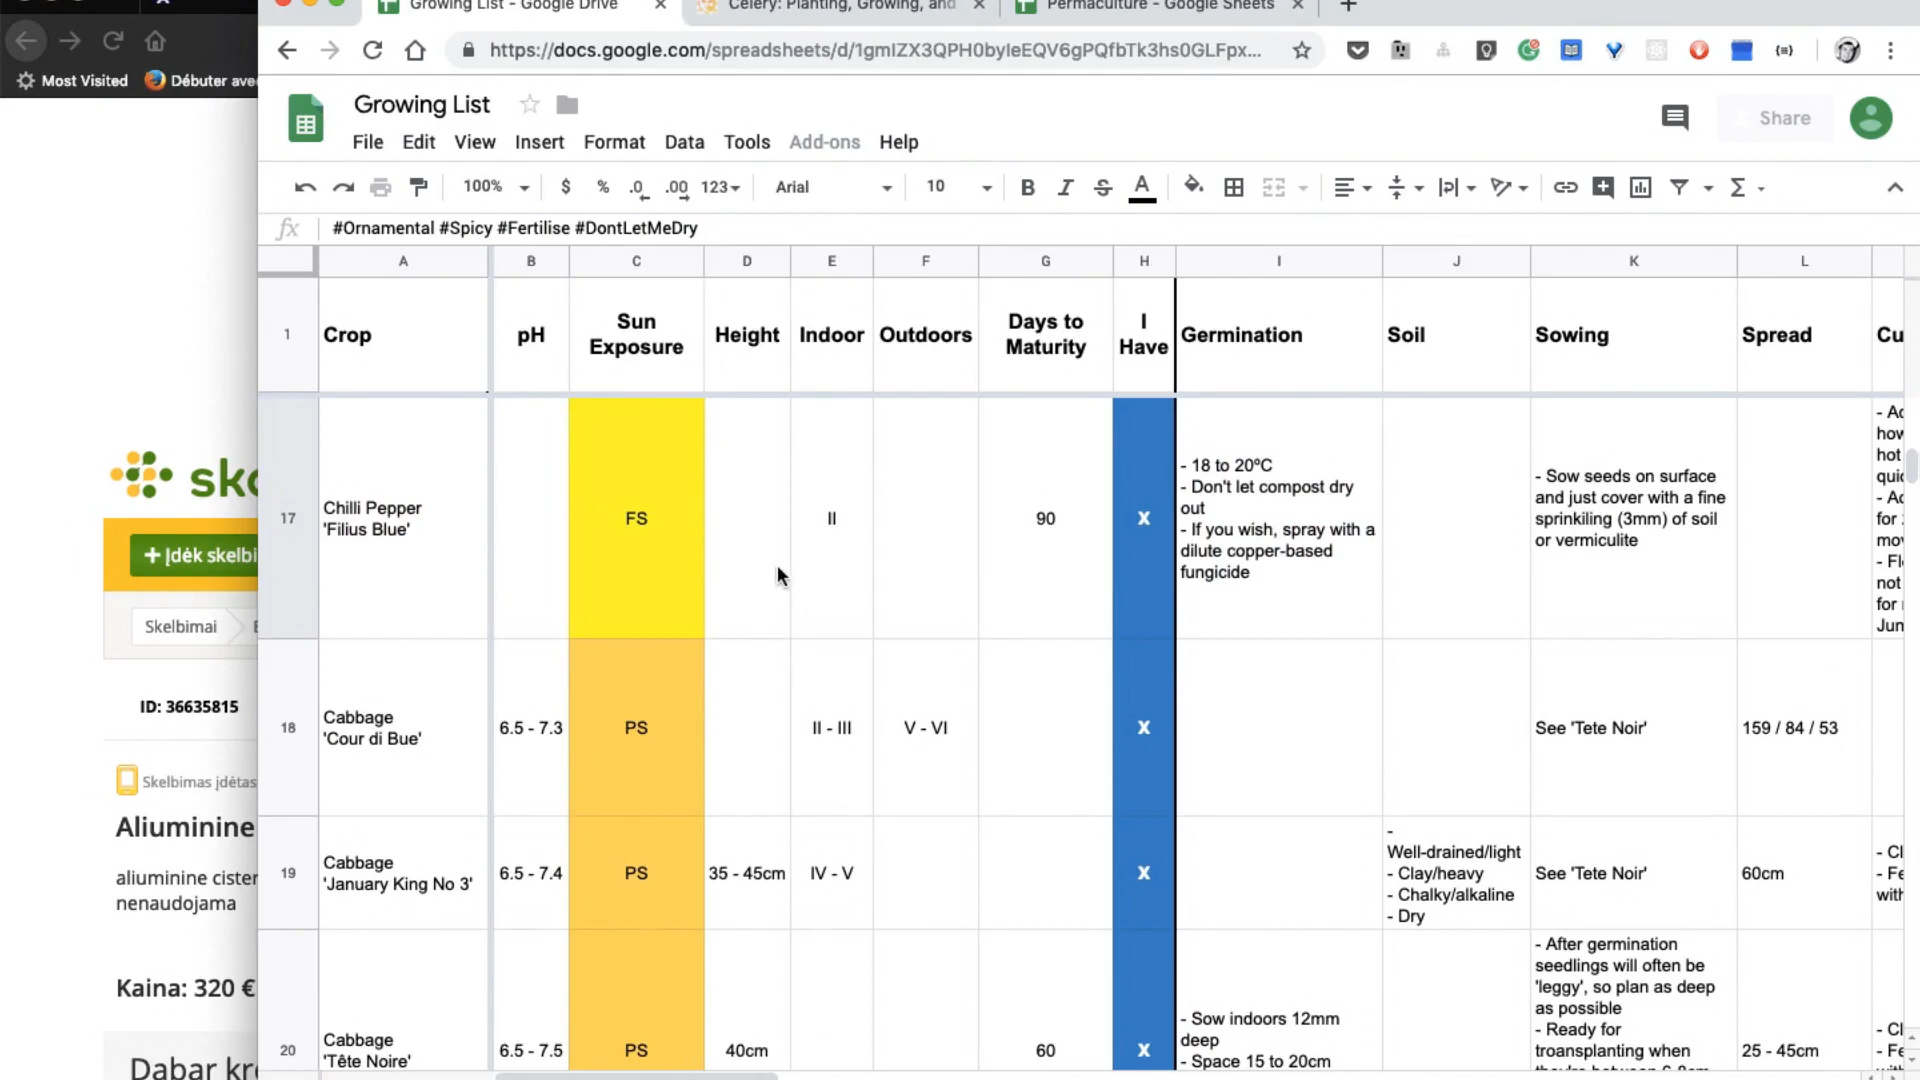 Growing List - Google Drive
Celery: Planting, Growing, and
Permaculture - Google Sheets
https://docs.google.com/spreadsheets/d/1gmIZX3QPH0byIeEQV6gPQfbTk3hs0GLFpx...
Most Visited
Débuter ave
Growing List
File Edit View Insert Format Data Tools Add-ons Help
Share
100% $ % .0 .00 123 Arial 10 B I S A
fx #Ornamental #Spicy #Fertilise #DontLetMeDry
A B C D E F G H I J K L
1 Crop pH Sun Exposure Height Indoor Outdoors Days to Maturity I Have Germination Soil Sowing Spread Cu
17
Chilli Pepper
'Filius Blue'
FS
II
90
X
- 18 to 20ºC
- Don't let compost dry
out
- If you wish, spray with a
dilute copper-based
fungicide
- Sow seeds on surface
and just cover with a fine
sprinkiling (3mm) of soil
or vermiculite
- Ac
how
hot
quic
- Ac
for
mov
- Fl
not
for
Jun
18
Cabbage
'Cour di Bue'
6.5 - 7.3
PS
II - III
V - VI
X
See 'Tete Noir'
159 / 84 / 53
19
Cabbage
'January King No 3'
6.5 - 7.4
PS
35 - 45cm
IV - V
X
-
Well-drained/light
- Clay/heavy
- Chalky/alkaline
- Dry
See 'Tete Noir'
60cm
- Cl
- Fe
with
20
Cabbage
'Tête Noire'
6.5 - 7.5
PS
40cm
60
X
- Sow indoors 12mm
deep
- Space 15 to 20cm
- After germination
seedlings will often be
'leggy', so plan as deep
as possible
- Ready for
troansplanting when
25 - 45cm
- Cl
- Fe
sko
+ Įdėk skelbi
Skelbimai
ID: 36635815
Skelbimas įdėtas
Aliuminine
aliuminine cister
nenaudojama
Kaina: 320 €
Dabar kr